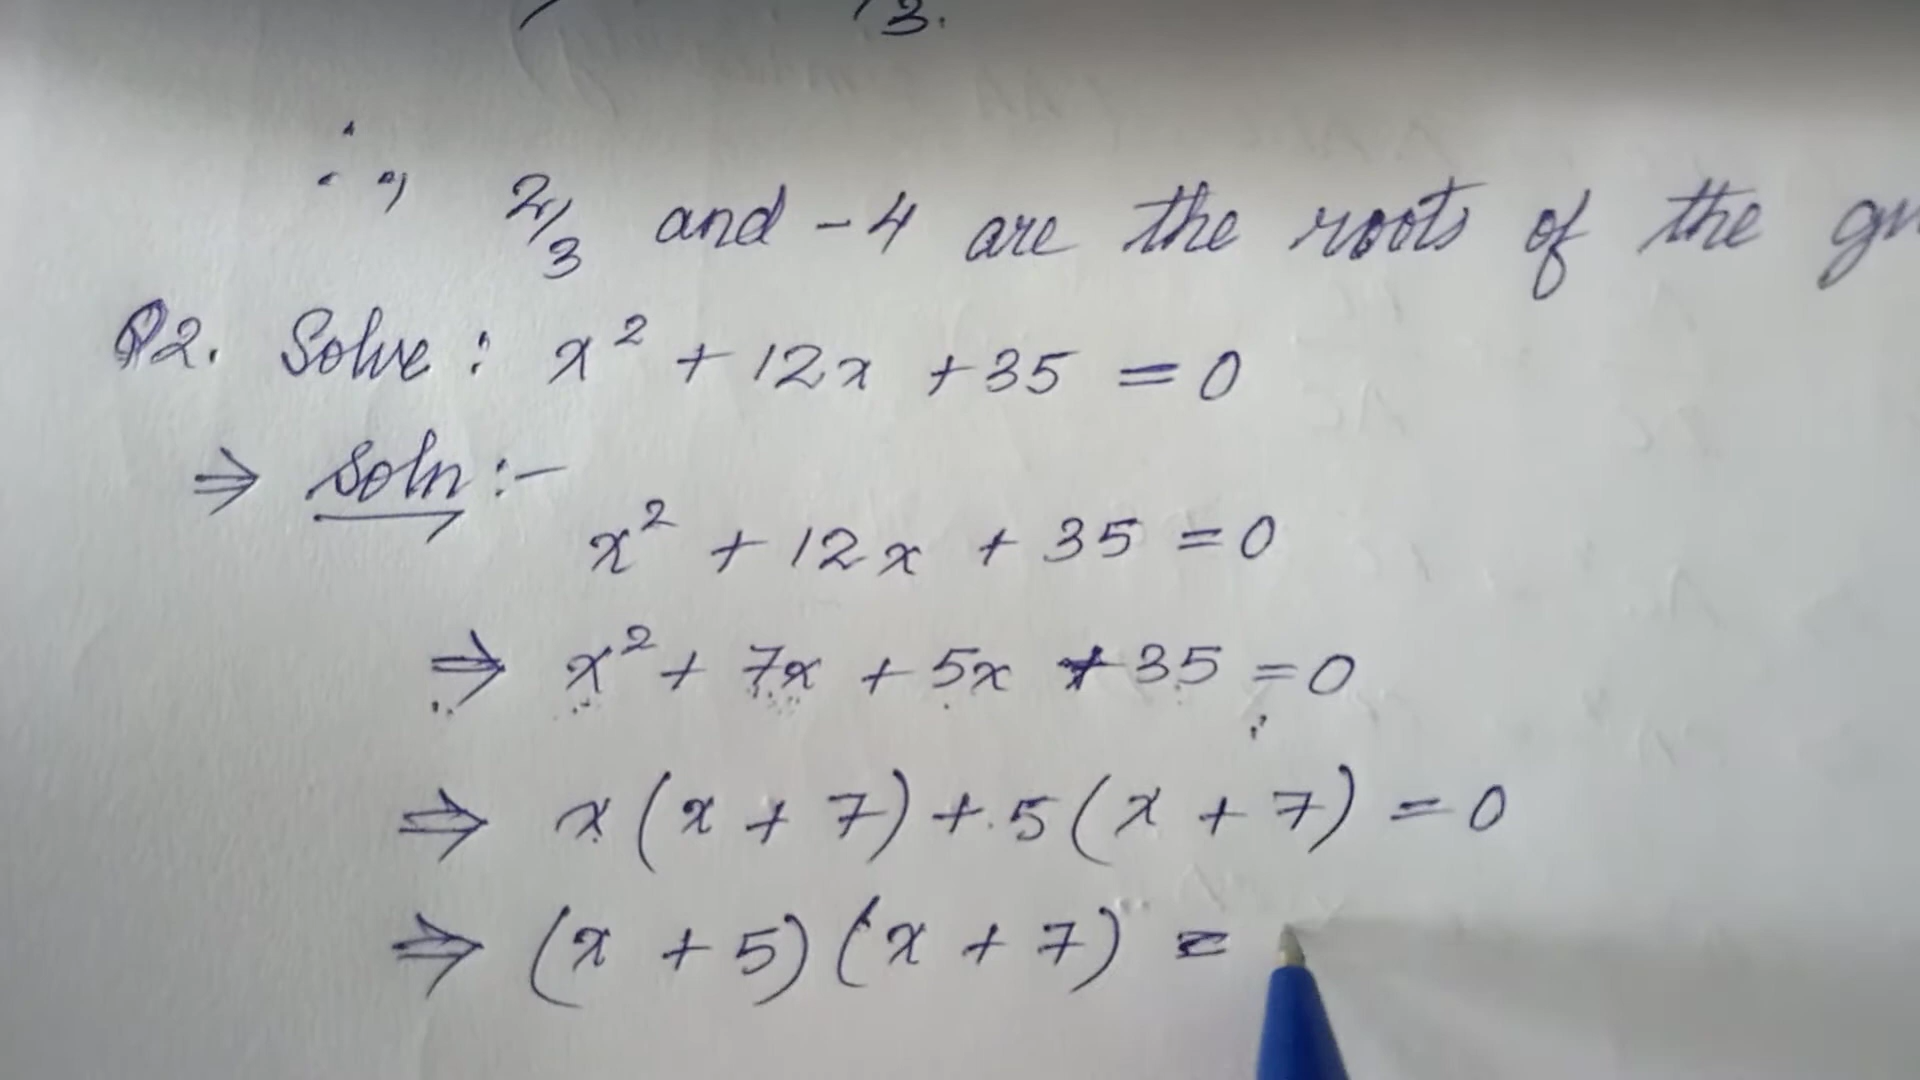 3.
∴, 2/3 and -4 are the roots of the
Q2. Solve : x² + 12x + 35 = 0
⇒ Soln :-
x² + 12x + 35 = 0
⇒ x² + 7x + 5x + 35 = 0
⇒ x(x + 7) + 5(x + 7) = 0
⇒ (x + 5)(x + 7) =